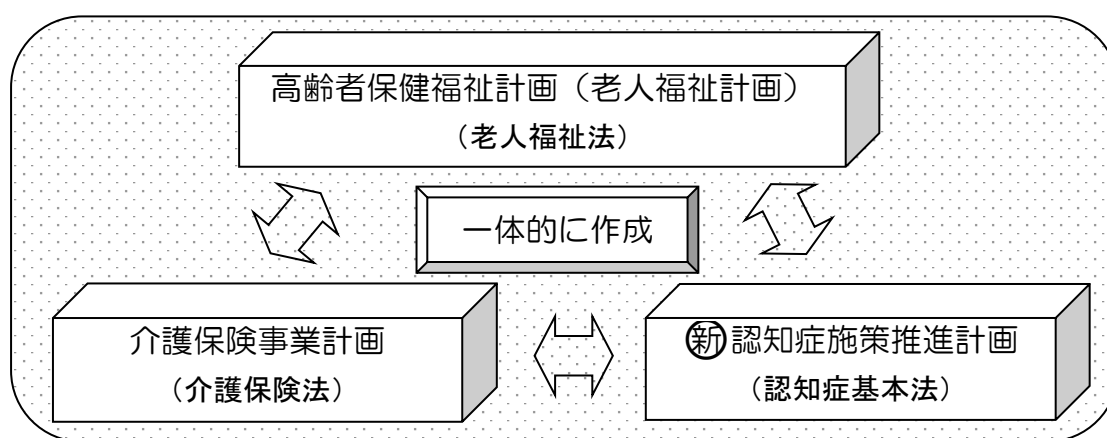 高齢者保健福祉計画（老人福祉計画）
（老人福祉法）
一体的に作成
介護保険事業計画
（介護保険法）
㊟認知症施策推進計画
（認知症基本法）